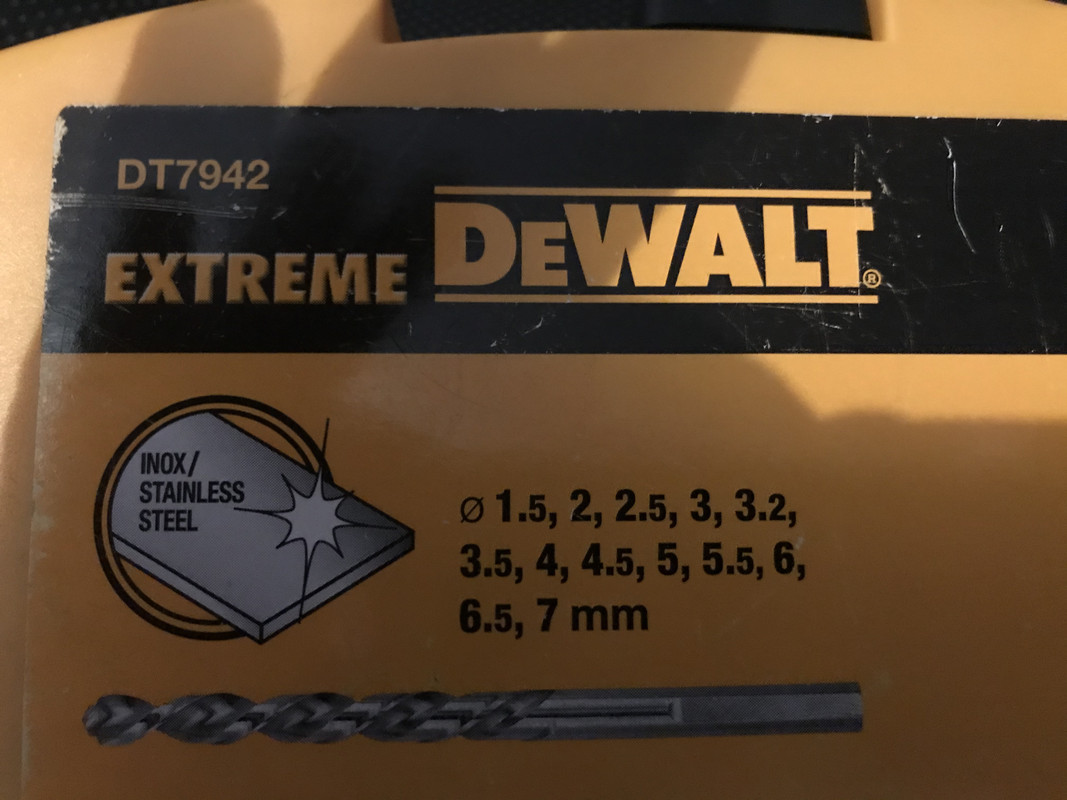 DT7942
EXTREME DEWALT®
INOX/
STAINLESS
STEEL
Ø 1.5, 2, 2.5, 3, 3.2,
3.5, 4, 4.5, 5, 5.5, 6,
6.5, 7 mm